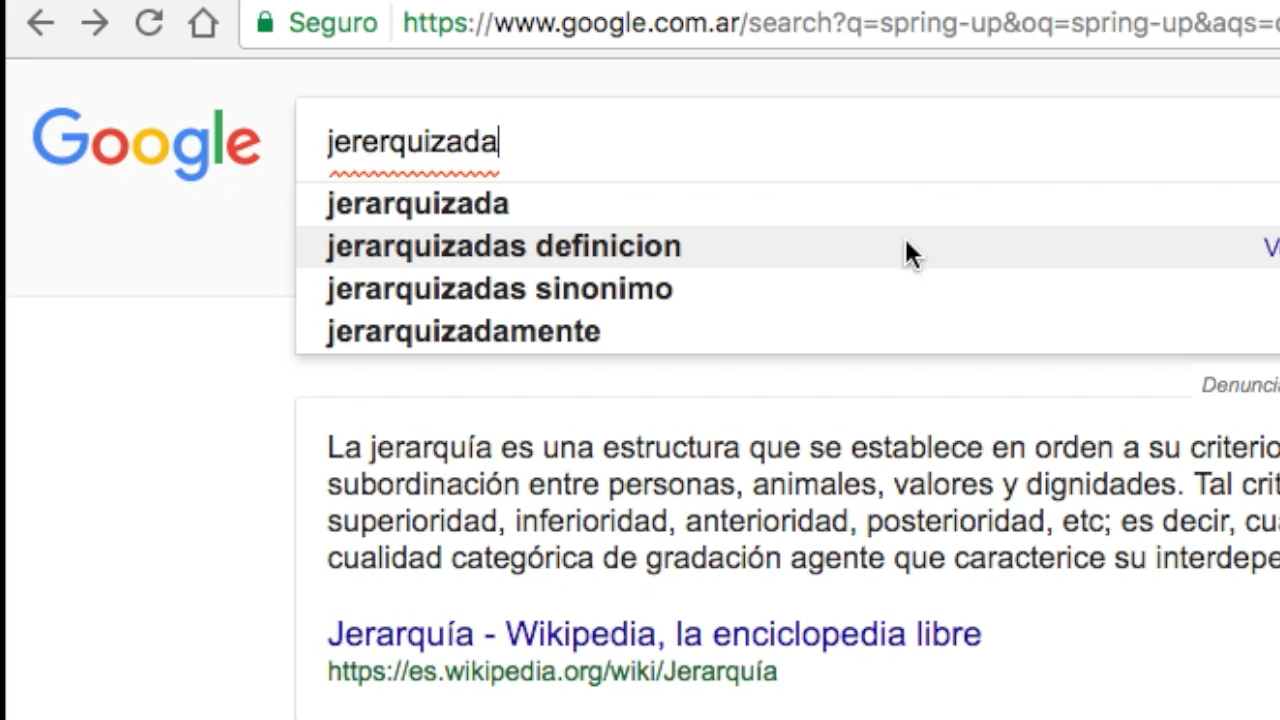 Seguro https://www.google.com.ar/search?q=spring-up&oq=spring-up&aqs=
Google
jererquizada
jerarquizada
jerarquizadas definicion
jerarquizadas sinonimo
jerarquizadamente
La jerarquía es una estructura que se establece en orden a su criterio
subordinación entre personas, animales, valores y dignidades. Tal
superioridad, inferioridad, anterioridad, posterioridad, etc; es decir,
cualidad categórica de gradación agente que caracterice su
Jerarquía - Wikipedia, la enciclopedia libre
https://es.wikipedia.org/wiki/Jerarquía